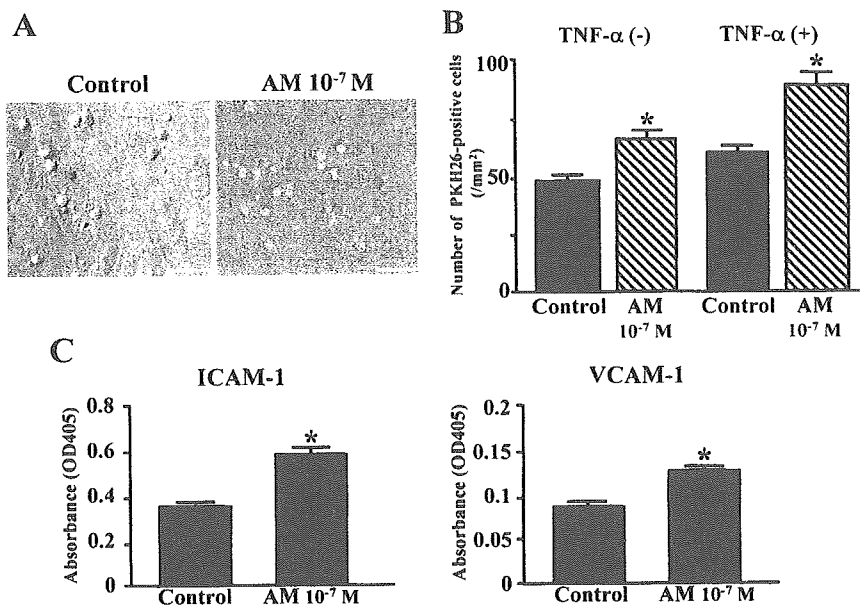 A
Control
AM 10⁻⁷ M
B
TNF-α (-)
TNF-α (+)
Number of PKH26-positive cells
(/mm²)
100
50
0
*
*
Control
AM
10⁻⁷ M
Control
AM
10⁻⁷ M
C
ICAM-1
Absorbance (OD405)
0.8
0.6
0.4
0.2
0
*
Control
AM 10⁻⁷ M
VCAM-1
Absorbance (OD405)
0.2
0.15
0.1
0.05
0
*
Control
AM 10⁻⁷ M